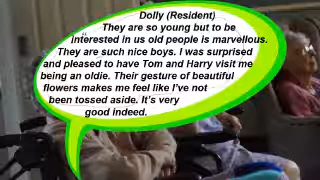 Dolly (Resident)
They are so young but to be
interested in us old people is marvellous.
They are such nice boys. I was surprised
and pleased to have Tom and Harry visit me
being an oldie. Their gesture of beautiful
flowers makes me feel like I've not
been tossed aside. It's very
good indeed.